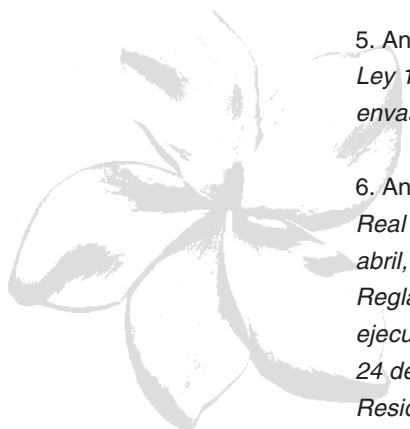 5. An
Ley 1
envas
6. An
Real
abril,
Regla
ejecu
24 de
Resid